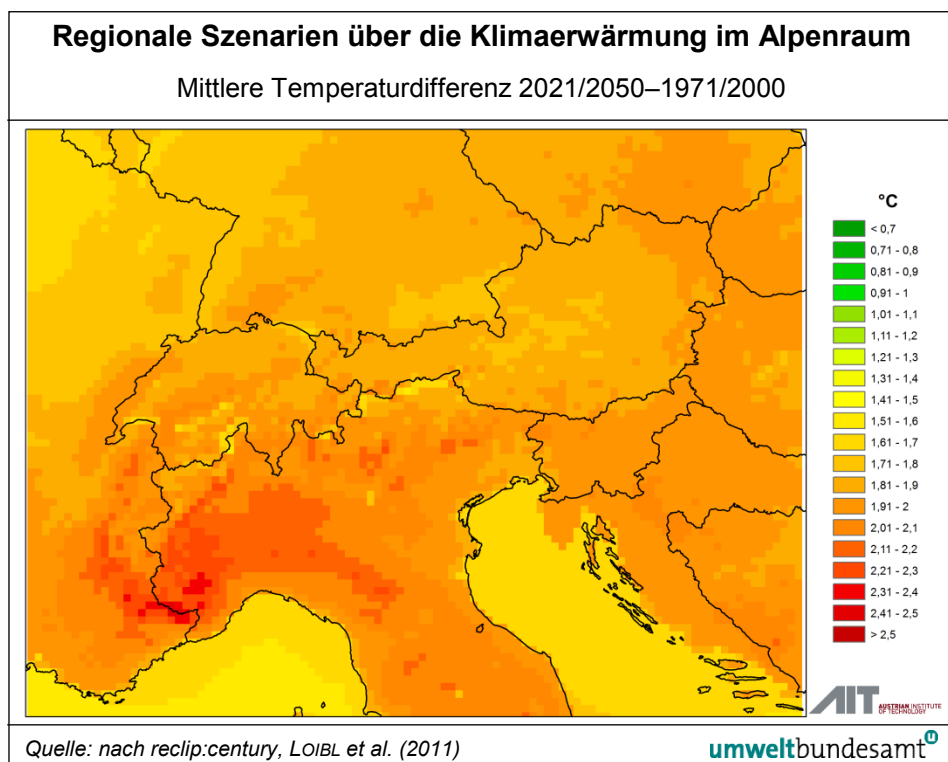 Regionale Szenarien über die Klimaerwärmung im Alpenraum
Mittlere Temperaturdifferenz 2021/2050–1971/2000
°C
< 0,7
0,71 - 0,8
0,81 - 0,9
0,91 - 1
1,01 - 1,1
1,11 - 1,2
1,21 - 1,3
1,31 - 1,4
1,41 - 1,5
1,51 - 1,6
1,61 - 1,7
1,71 - 1,8
1,81 - 1,9
1,91 - 2
2,01 - 2,1
2,11 - 2,2
2,21 - 2,3
2,31 - 2,4
2,41 - 2,5
> 2,5
AIT AUSTRIAN INSTITUTE
OF TECHNOLOGY
Quelle: nach reclip:century, LOIBL et al. (2011)
umweltbundesamt u